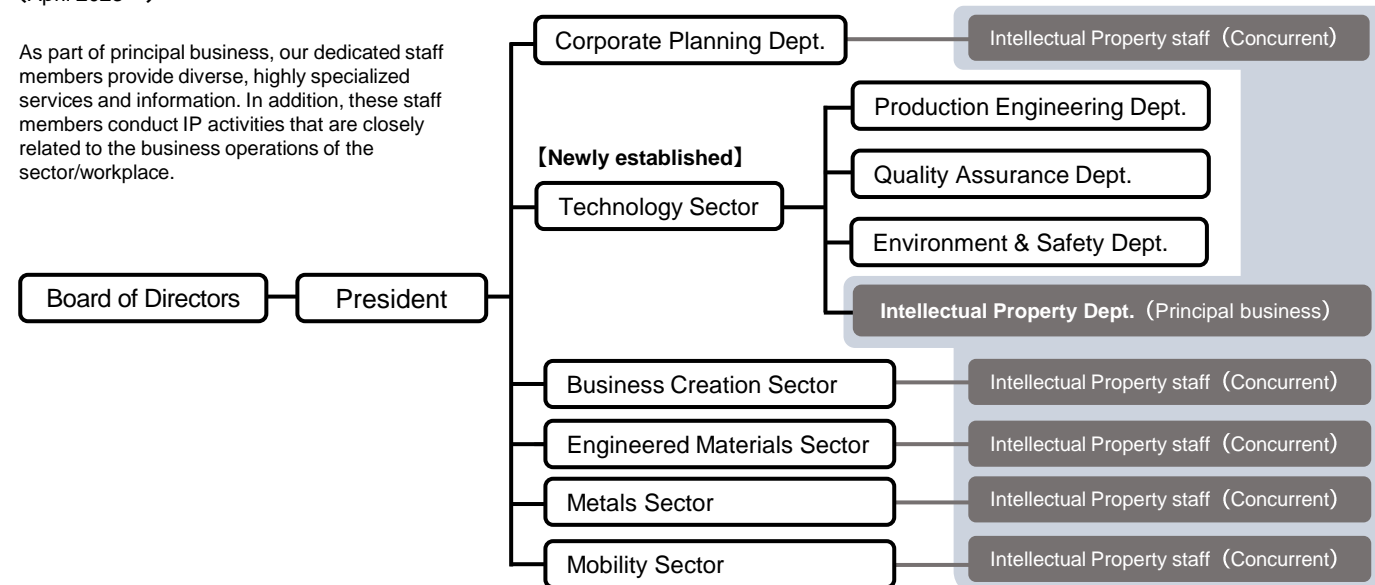 As part of principal business, our dedicated staff
members provide diverse, highly specialized
services and information. In addition, these staff
members conduct IP activities that are closely
related to the business operations of the
sector/workplace.
Board of Directors
President
Corporate Planning Dept.
Intellectual Property staff（Concurrent）
【Newly established】
Technology Sector
Production Engineering Dept.
Quality Assurance Dept.
Environment & Safety Dept.
Intellectual Property Dept.（Principal business）
Business Creation Sector
Intellectual Property staff（Concurrent）
Engineered Materials Sector
Intellectual Property staff（Concurrent）
Metals Sector
Intellectual Property staff（Concurrent）
Mobility Sector
Intellectual Property staff（Concurrent）